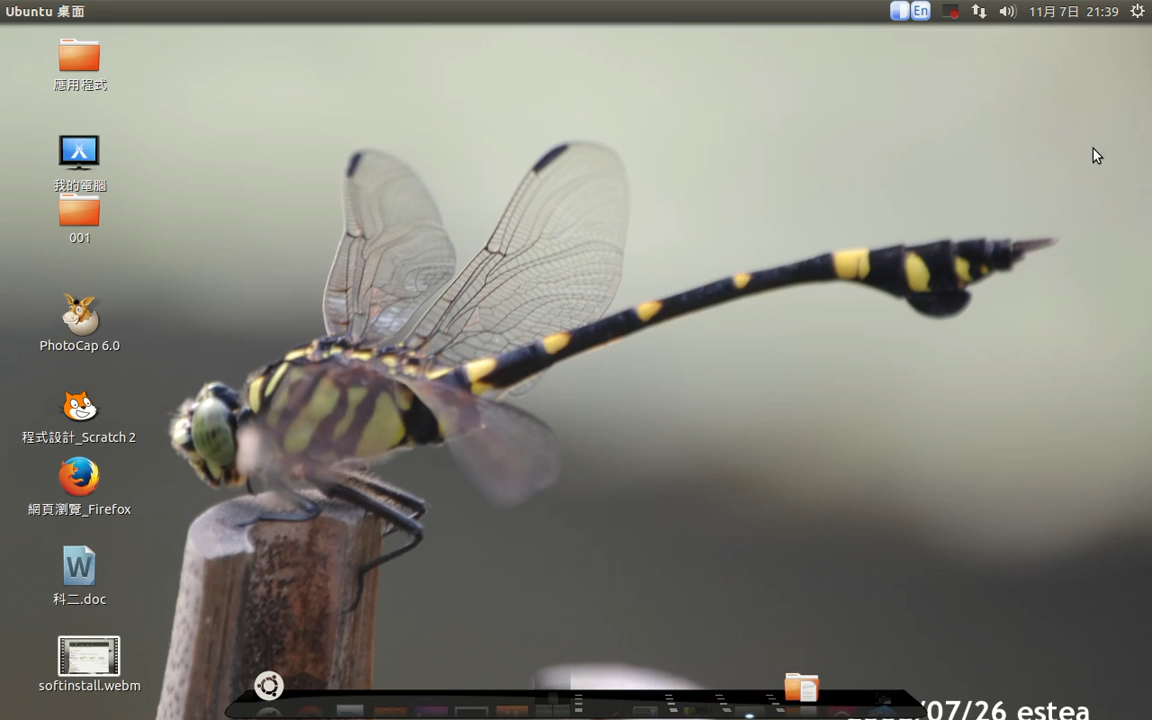 Ubuntu 桌面
En
11月 7日 21:39
應用程式
我的電腦
001
PhotoCap 6.0
程式設計_Scratch 2
網頁瀏覽_Firefox
W
科二.doc
softinstall.webm
/07/26 estea